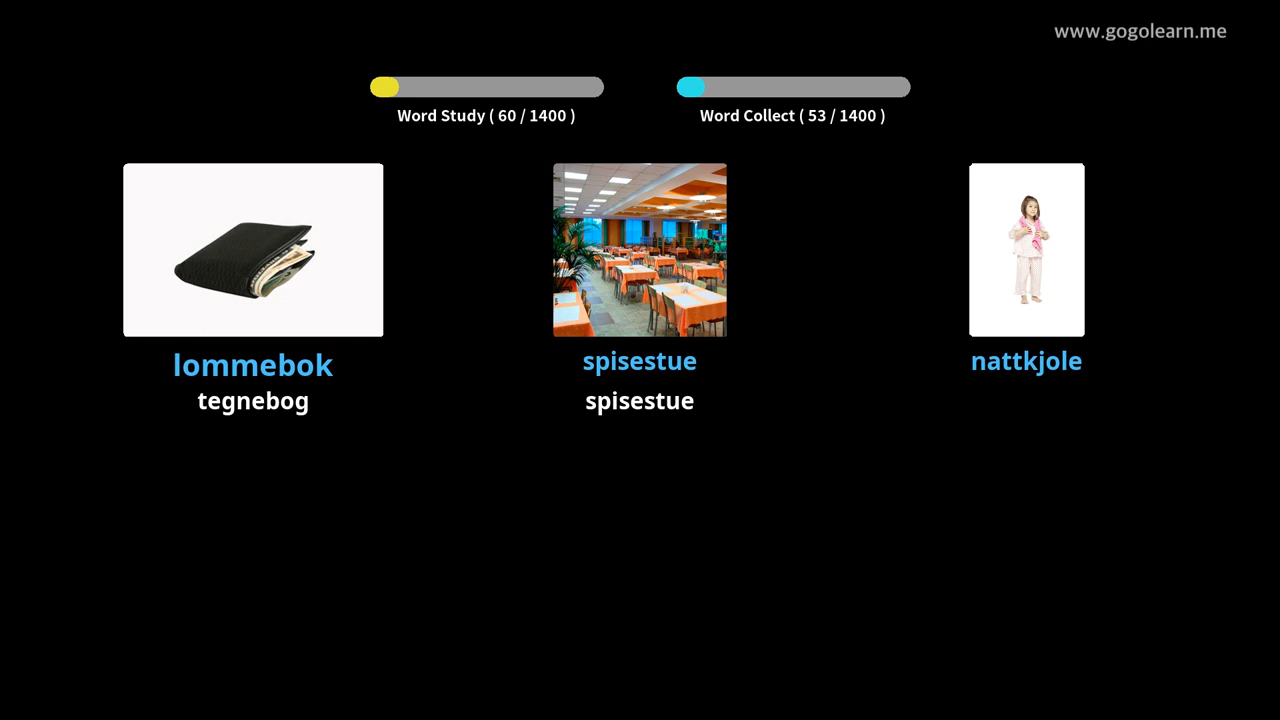 www.gogolearn.me
Word Study ( 60 / 1400 )
Word Collect ( 53 / 1400 )
lommebok
tegnebog
spisestue
spisestue
nattkjole